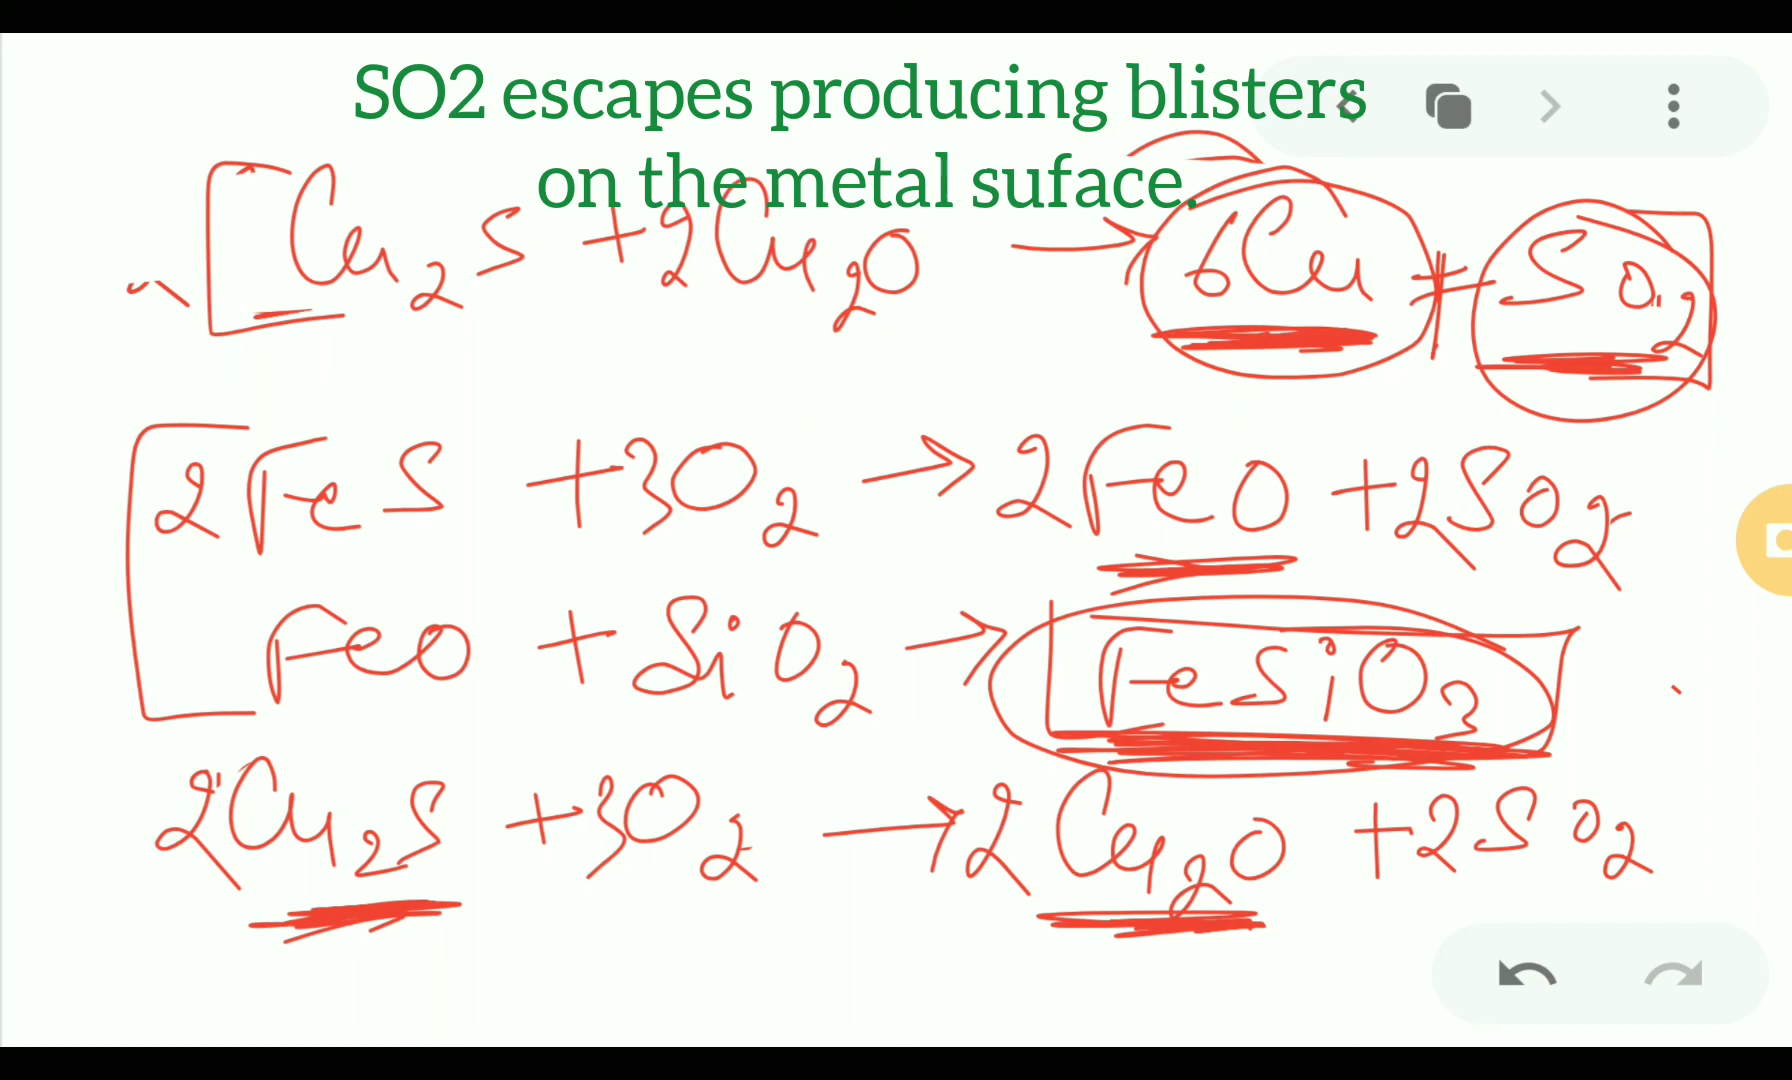 SO2 escapes producing blisters
on the metal suface.
Cu₂S + 2Cu₂O → 6Cu + SO₂
2FeS + 3O₂ → 2FeO + 2SO₂
FeO + SiO₂ → FeSiO₃
2Cu₂S + 3O₂ → 2Cu₂O + 2SO₂